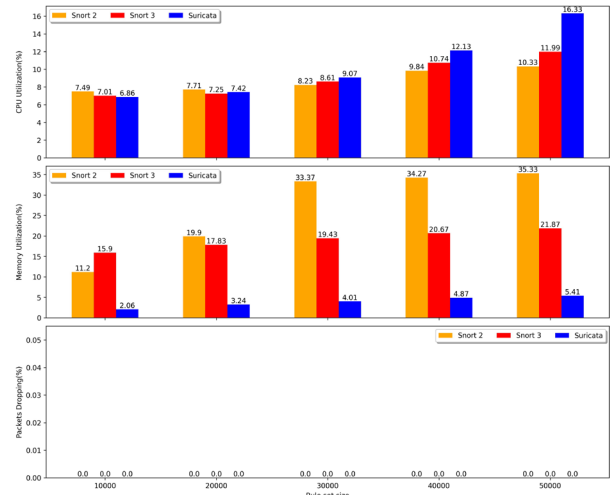 Snort 2 Snort 3 Suricata
16
14
12
10
8
6
4
2
0
CPU Utilization(%)
7.49 7.01 6.86
7.71 7.25 7.42
8.23 8.61 9.07
9.84 10.74 12.13
10.33 11.99 16.33
Snort 2 Snort 3 Suricata
35
30
25
20
15
10
5
0
Memory Utilization(%)
11.2 15.9 2.06
19.9 17.83 3.24
33.37 19.43 4.01
34.27 20.67 4.87
35.33 21.87 5.41
Snort 2 Snort 3 Suricata
0.05
0.04
0.03
0.02
0.01
0.00
Packets Dropping(%)
0.0 0.0 0.0
0.0 0.0 0.0
0.0 0.0 0.0
0.0 0.0 0.0
0.0 0.0 0.0
10000 20000 30000 40000 50000
Rule set size